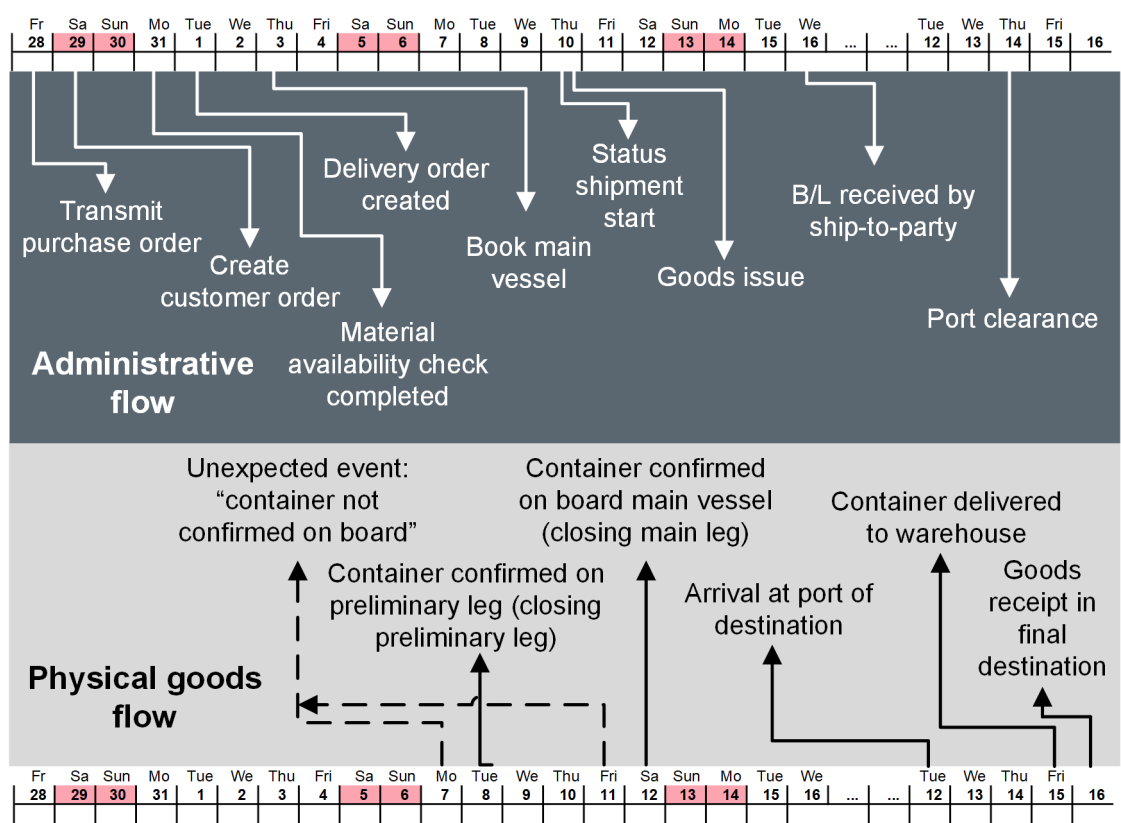 Fr Sa Sun Mo Tue We Thu Fri Sa Sun Mo Tue We Thu Fri Sa Sun Mo Tue We Tue We Thu Fri
28 29 30 31 1 2 3 4 5 6 7 8 9 10 11 12 13 14 15 16 ... ... 12 13 14 15 16
Transmit
purchase order
Create
customer order
Material
availability check
completed
Delivery order
created
Book main
vessel
Status
shipment
start
Goods issue
B/L received by
ship-to-party
Port clearance
Administrative
flow
Unexpected event:
“container not
confirmed on board”
Container confirmed on
preliminary leg (closing
preliminary leg)
Container confirmed
on board main vessel
(closing main leg)
Arrival at port of
destination
Container delivered
to warehouse
Goods
receipt in
final
destination
Physical goods
flow
Fr Sa Sun Mo Tue We Thu Fri Sa Sun Mo Tue We Thu Fri Sa Sun Mo Tue We Tue We Thu Fri
28 29 30 31 1 2 3 4 5 6 7 8 9 10 11 12 13 14 15 16 ... ... 12 13 14 15 16